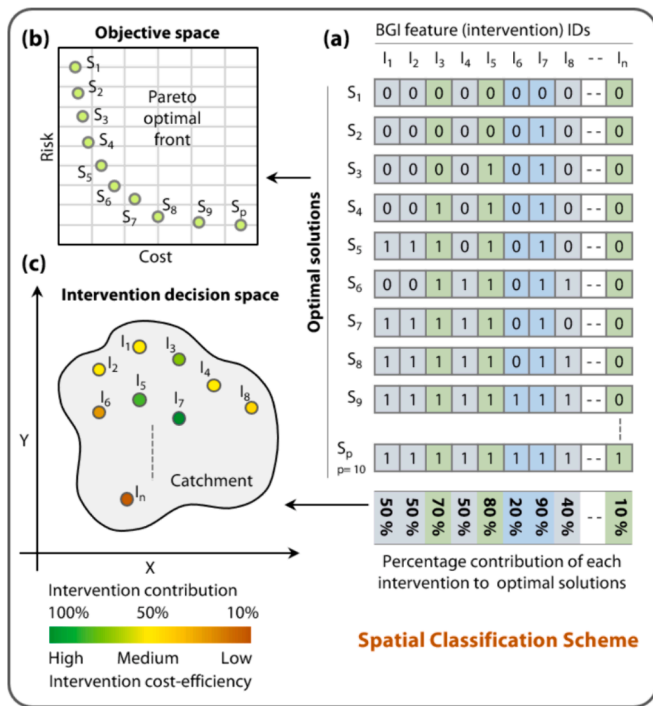 (b) Objective space
S1
S2
S3
S4
S5
S6
S7
S8
S9
Sp
Pareto
optimal
front
Risk
Cost
(c)
Intervention decision space
I1
I2
I3
I4
I5
I6
I7
I8
In
Catchment
Y
X
Intervention contribution
100% 50% 10%
High Medium Low
Intervention cost-efficiency
(a) BGI feature (intervention) IDs
I1 I2 I3 I4 I5 I6 I7 I8 -- In
Optimal solutions
S1 0 0 0 0 0 0 0 0 -- 0
S2 0 0 0 0 0 0 1 0 -- 0
S3 0 0 0 0 1 0 1 0 -- 0
S4 0 0 1 0 1 0 1 0 -- 0
S5 1 1 1 0 1 0 1 0 -- 0
S6 0 0 1 1 1 0 1 1 -- 0
S7 1 1 1 1 1 0 1 0 -- 0
S8 1 1 1 1 1 0 1 1 -- 0
S9 1 1 1 1 1 1 1 1 -- 0
Sp 1 1 1 1 1 1 1 1 -- 1
p= 10
50 % 50 % 70 % 50 % 80 % 20 % 90 % 40 % -- 10 %
Percentage contribution of each
intervention to optimal solutions
Spatial Classification Scheme